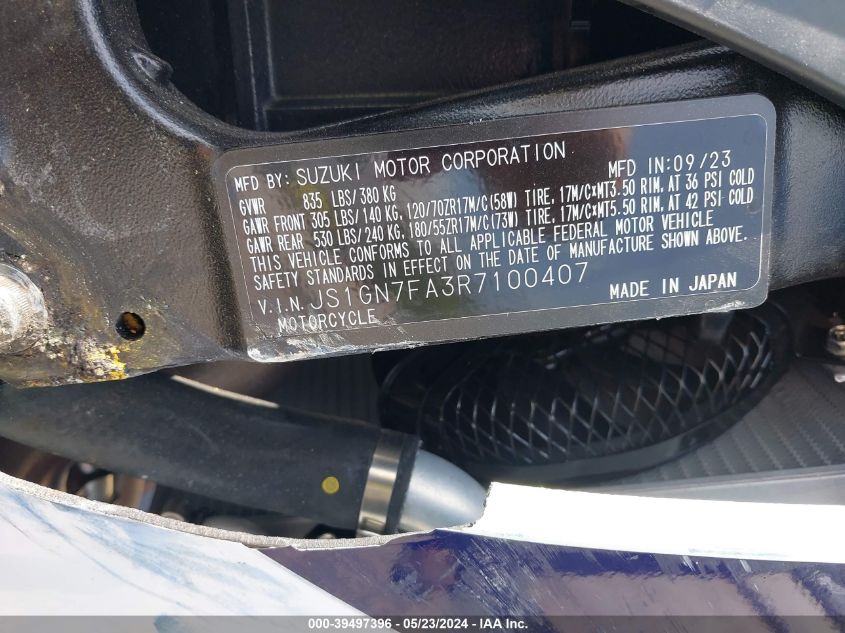 MFD BY: SUZUKI MOTOR CORPORATION MFD IN: 09/23
GVWR 835 LBS/ 380 KG
GAWR FRONT 305 LBS/ 140 KG, 120/70ZR17M/C(58W) TIRE, 17M/C×MT3.50 RIM, AT 36 PSI COLD
GAWR REAR 530 LBS/ 240 KG, 180/55ZR17M/C(73W) TIRE, 17M/C×MT5.50 RIM, AT 42 PSI COLD
THIS VEHICLE CONFORMS TO ALL APPLICABLE FEDERAL MOTOR VEHICLE
SAFETY STANDARDS IN EFFECT ON THE DATE OF MANUFACTURE SHOWN ABOVE.
V.I.N. JS1GN7FA3R7100407 MADE IN JAPAN
MOTORCYCLE
000-39497396 - 05/23/2024 - IAA, Inc.